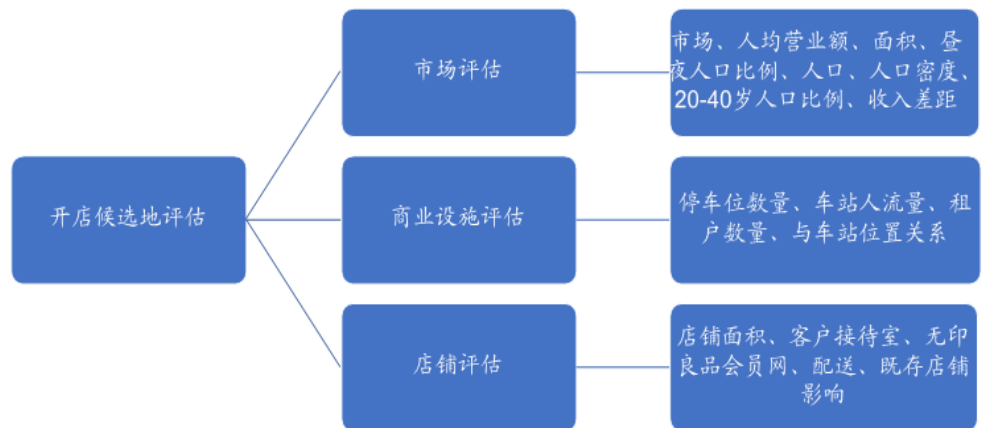 开店候选地评估
市场评估
市场、人均营业额、面积、昼
夜人口比例、人口、人口密度、
20-40岁人口比例、收入差距
商业设施评估
停车位数量、车站人流量、租
户数量、与车站位置关系
店铺评估
店铺面积、客户接待室、无印
良品会员网、配送、既存店铺
影响